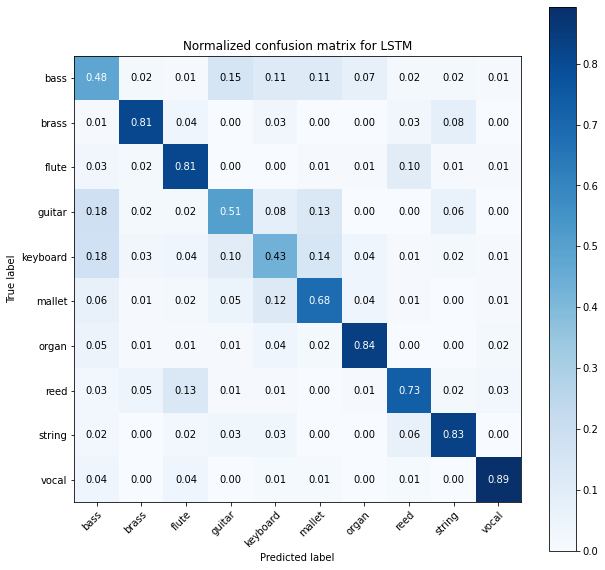 Normalized confusion matrix for LSTM
True label
bass 0.48 0.02 0.01 0.15 0.11 0.11 0.07 0.02 0.02 0.01
brass 0.01 0.81 0.04 0.00 0.03 0.00 0.00 0.03 0.08 0.00
flute 0.03 0.02 0.81 0.00 0.00 0.01 0.01 0.10 0.01 0.01
guitar 0.18 0.02 0.02 0.51 0.08 0.13 0.00 0.00 0.06 0.00
keyboard 0.18 0.03 0.04 0.10 0.43 0.14 0.04 0.01 0.02 0.01
mallet 0.06 0.01 0.02 0.05 0.12 0.68 0.04 0.01 0.00 0.01
organ 0.05 0.01 0.01 0.01 0.04 0.02 0.84 0.00 0.00 0.02
reed 0.03 0.05 0.13 0.01 0.01 0.00 0.01 0.73 0.02 0.03
string 0.02 0.00 0.02 0.03 0.03 0.00 0.00 0.06 0.83 0.00
vocal 0.04 0.00 0.04 0.00 0.01 0.01 0.00 0.01 0.00 0.89
bass brass flute guitar keyboard mallet organ reed string vocal
Predicted label
0.8
0.7
0.6
0.5
0.4
0.3
0.2
0.1
0.0